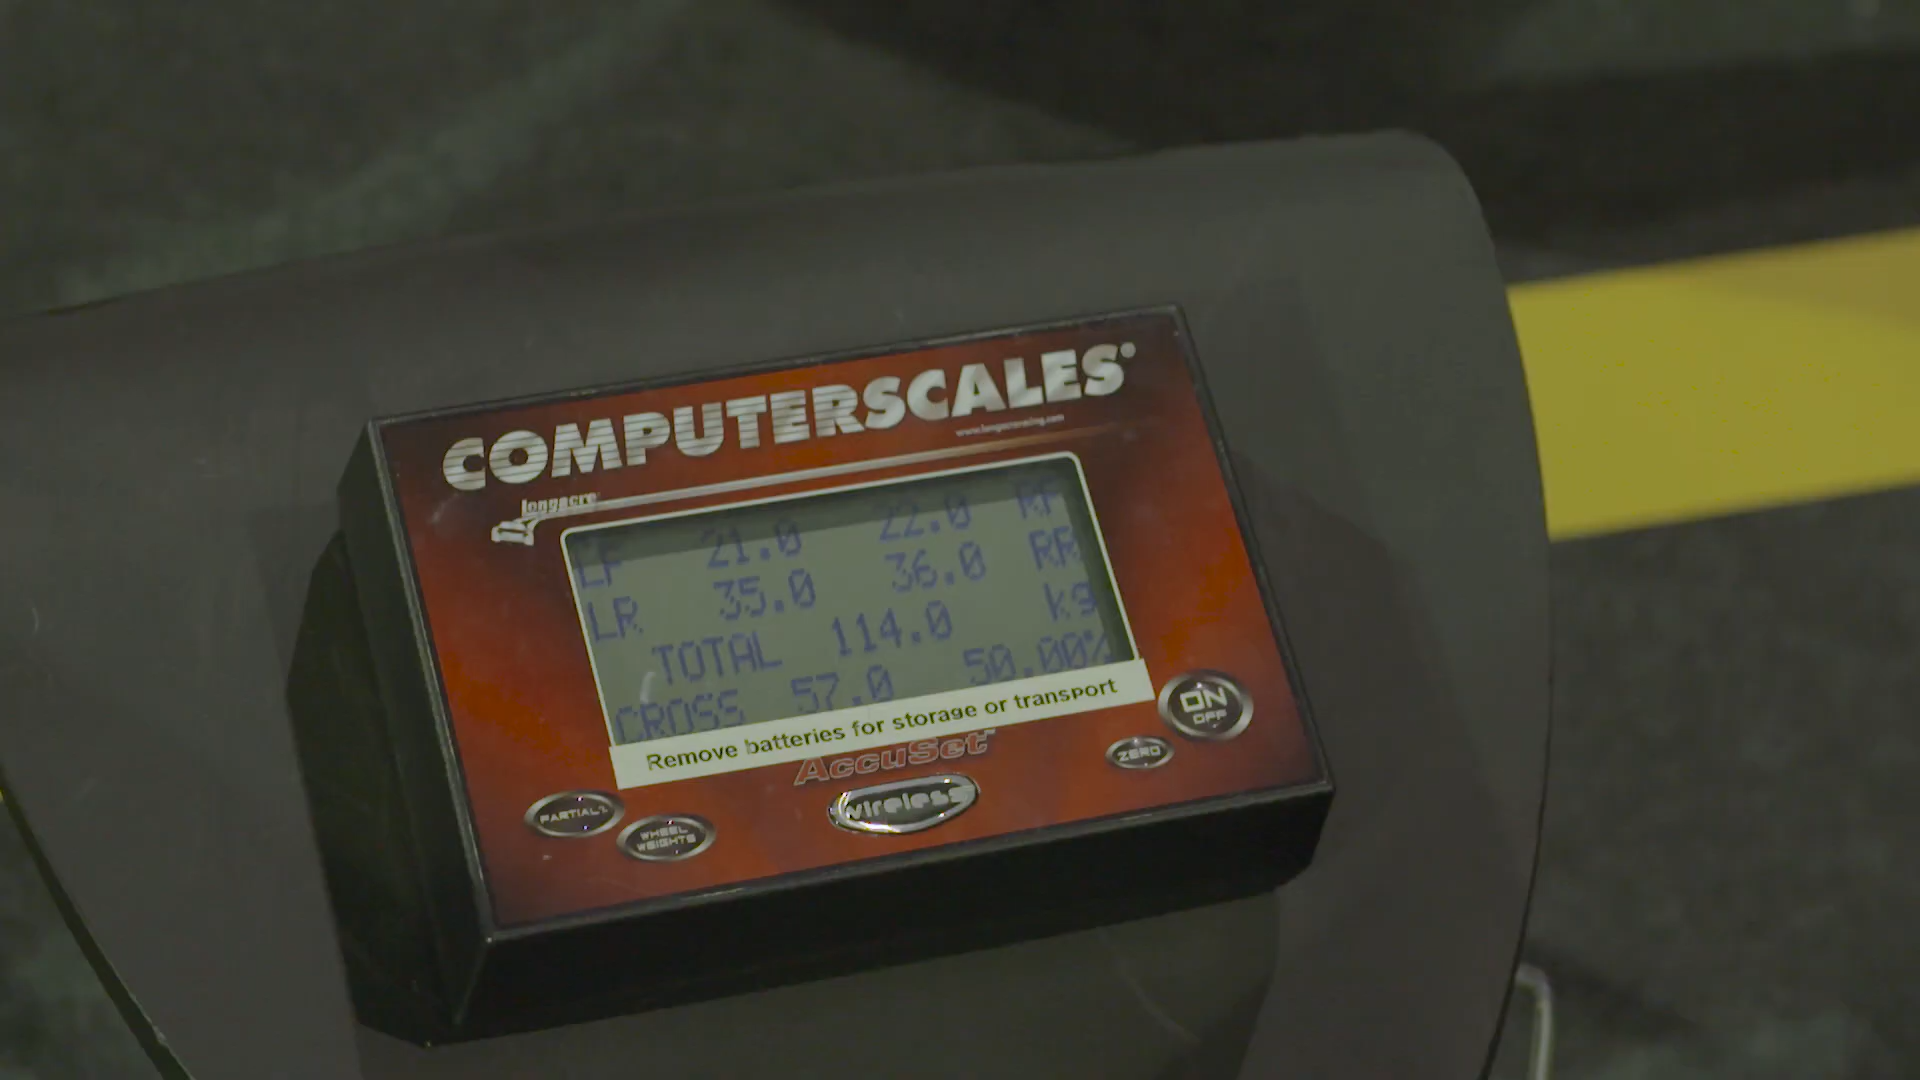 COMPUTERSCALES®
www.longacreracing.com
longacre
LF 21.0 22.0 RF
LR 35.0 36.0 RR
TOTAL 114.0 kg
CROSS 57.0 50.00%
Remove batteries for storage or transport
AccuSet
wireless
ON
OFF
ZERO
WHEEL
WEIGHTS